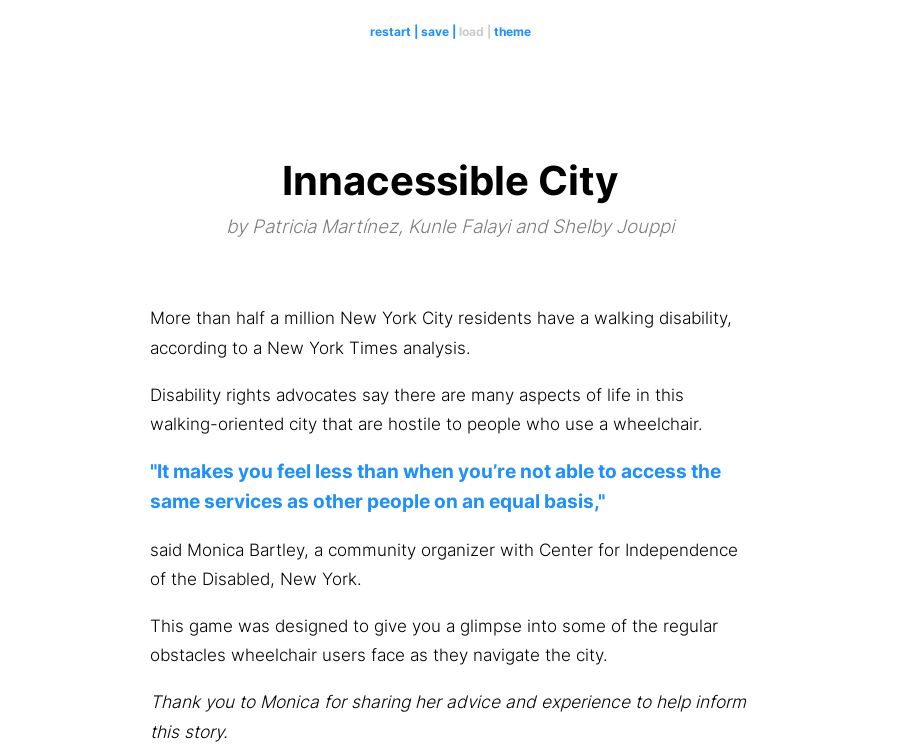 restart | save | load | theme
Innacessible City
by Patricia Martínez, Kunle Falayi and Shelby Jouppi
More than half a million New York City residents have a walking disability,
according to a New York Times analysis.
Disability rights advocates say there are many aspects of life in this
walking-oriented city that are hostile to people who use a wheelchair.
"It makes you feel less than when you’re not able to access the
same services as other people on an equal basis,"
said Monica Bartley, a community organizer with Center for Independence
of the Disabled, New York.
This game was designed to give you a glimpse into some of the regular
obstacles wheelchair users face as they navigate the city.
Thank you to Monica for sharing her advice and experience to help inform
this story.